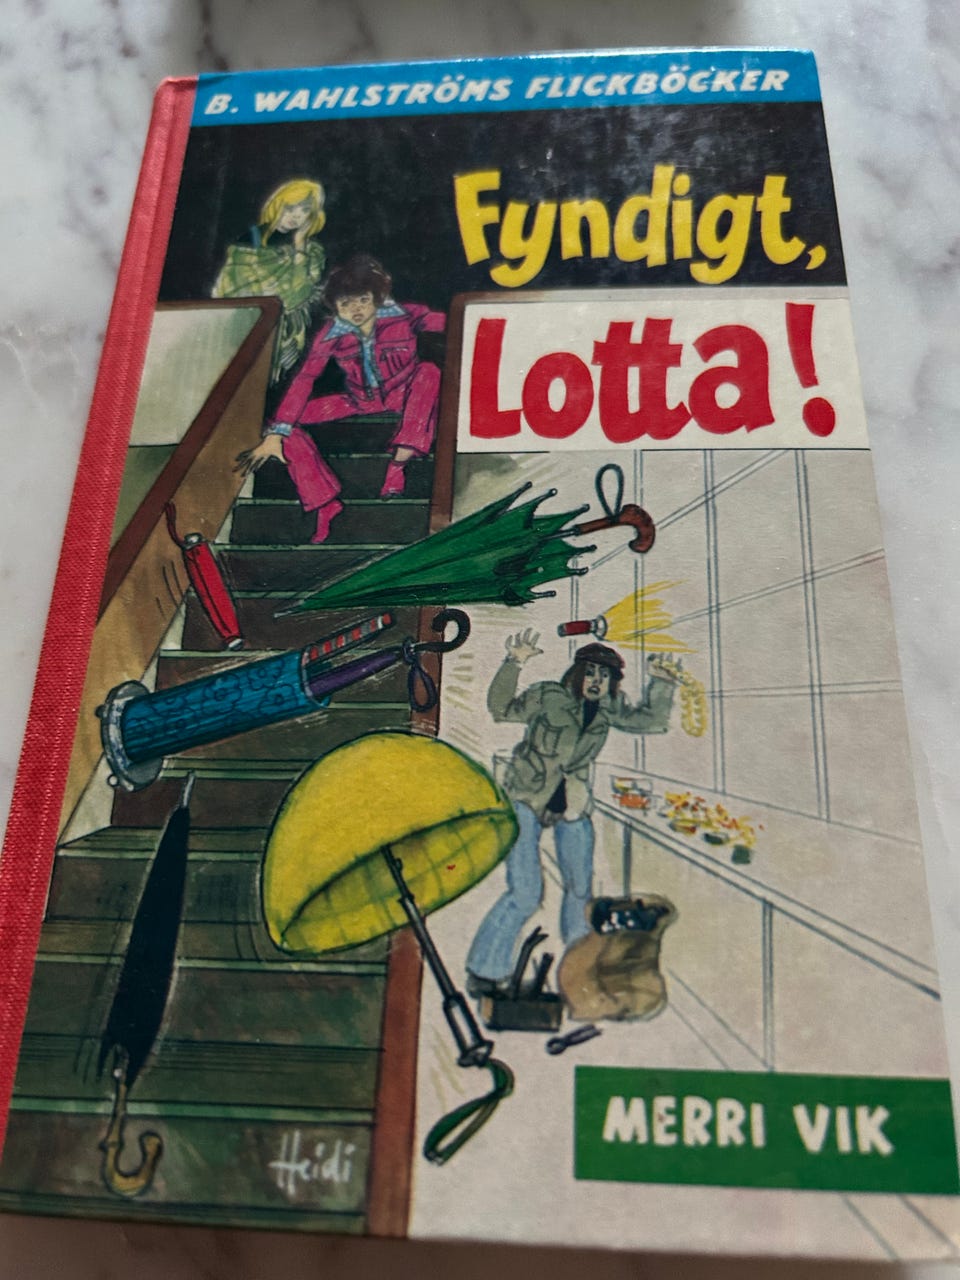 B. WAHLSTRÖMS FLICKBÖCKER
Fyndigt,
Lotta!
MERRI VIK
Heidi